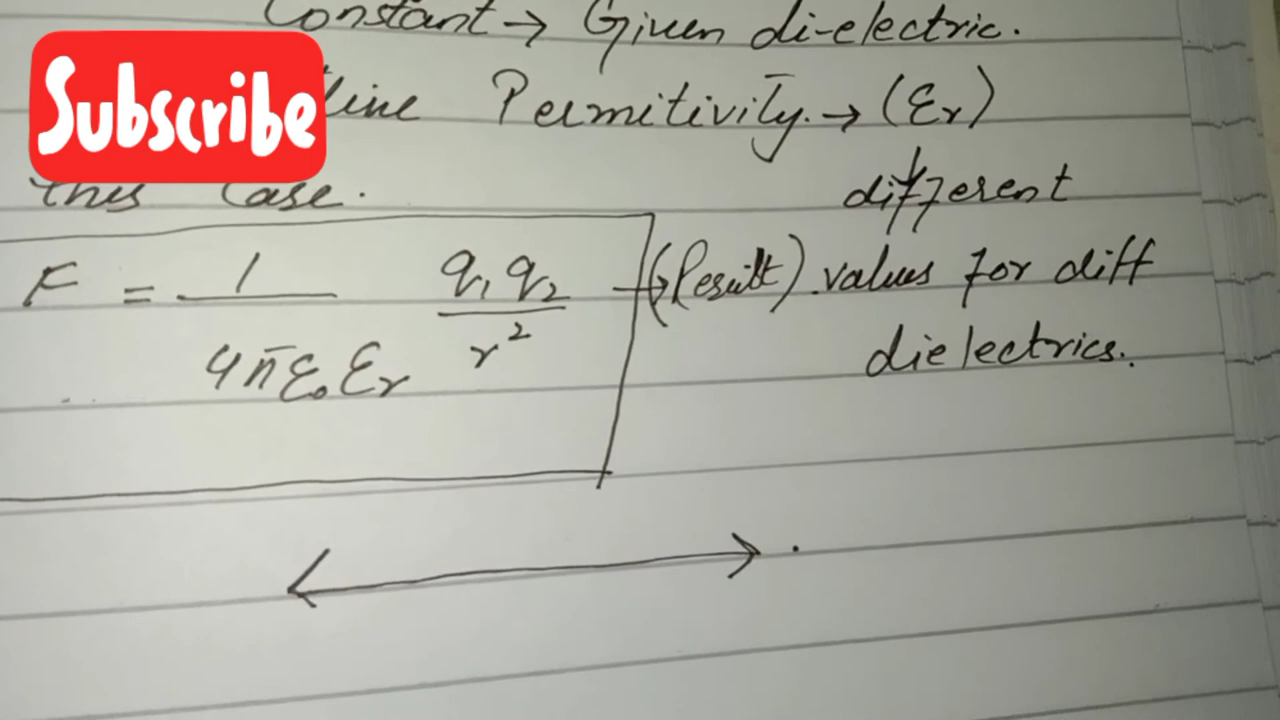 Constant → Given di-electric.
Subscribe
Permitivity. → (εr)
this Case.
different
F = 1 / 4πε₀εr q₁q₂ / r² → (Result). values for diff
dielectrics.